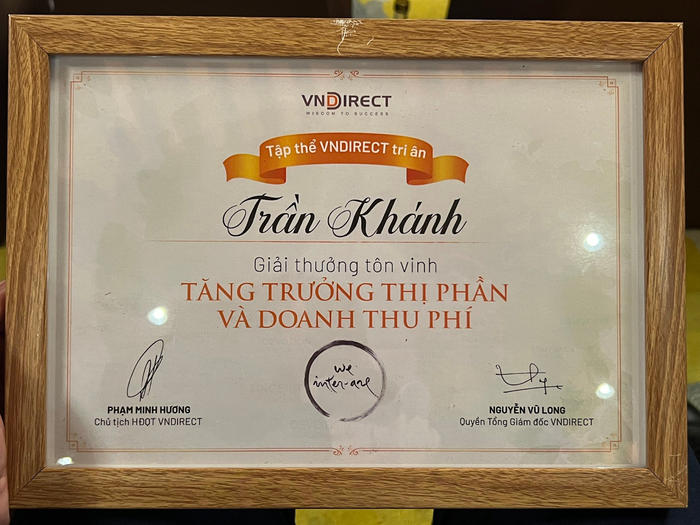 VNDIRECT
WISDOM TO SUCCESS
Tập thể VNDIRECT tri ân
Trần Khánh
Giải thưởng tôn vinh
TĂNG TRƯỞNG THỊ PHẦN
VÀ DOANH THU PHÍ
we
inter-are
PHẠM MINH HƯƠNG
Chủ tịch HĐQT VNDIRECT
NGUYỄN VŨ LONG
Quyền Tổng Giám đốc VNDIRECT